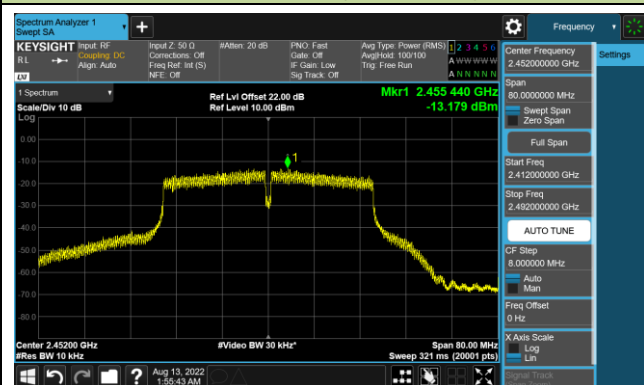 Spectrum Analyzer 1
Swept SA
Frequency
KEYSIGHT Input: RF Input Z: 50 Ω #Atten: 20 dB PNO: Fast Avg Type: Power (RMS) 1 2 3 4 5 6
R L Coupling: DC Corrections: Off Gate: Off Avg|Hold: 100/100 A W W W W W
Align: Auto Freq Ref: Int (S) IF Gain: Low Trig: Free Run
LXI NFE: Off Sig Track: Off A N N N N N
1 Spectrum
Scale/Div 10 dB
Log
Ref Lvl Offset 22.00 dB
Ref Level 10.00 dBm
Mkr1 2.455 440 GHz
-13.179 dBm
1
0.00
-10.0
-20.0
-30.0
-40.0
-50.0
-60.0
-70.0
-80.0
Center 2.45200 GHz #Video BW 30 kHz* Span 80.00 MHz
#Res BW 10 kHz Sweep 321 ms (20001 pts)
Aug 13, 2022
1:55:43 AM
Center Frequency
2.452000000 GHz
Settings
Span
80.0000000 MHz
Swept Span
Zero Span
Full Span
Start Freq
2.412000000 GHz
Stop Freq
2.492000000 GHz
AUTO TUNE
CF Step
8.000000 MHz
Auto
Man
Freq Offset
0 Hz
X Axis Scale
Log
Lin
Signal Track